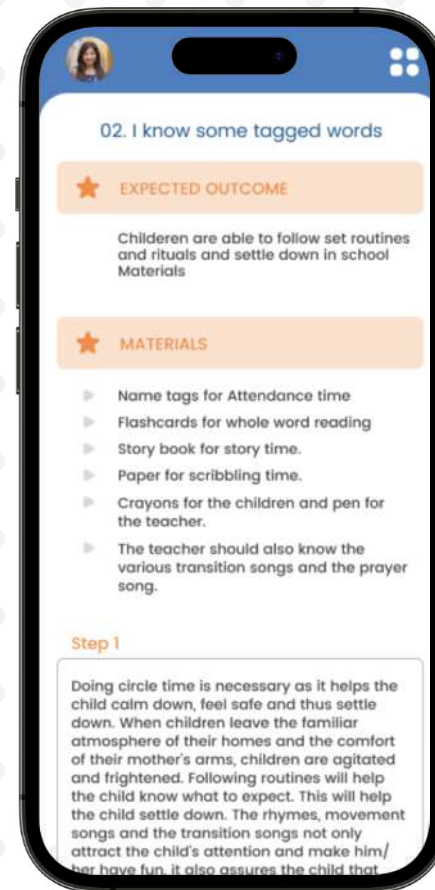 02. I know some tagged words
EXPECTED OUTCOME
Childeren are able to follow set routines
and rituals and settle down in school
Materials
MATERIALS
Name tags for Attendance time
Flashcards for whole word reading
Story book for story time.
Paper for scribbling time.
Crayons for the children and pen for
the teacher.
The teacher should also know the
various transition songs and the prayer
song.
Step 1
Doing circle time is necessary as it helps the
child calm down, feel safe and thus settle
down. When children leave the familiar
atmosphere of their homes and the comfort
of their mother's arms, children are agitated
and frightened. Following routines will help
the child know what to expect. This will help
the child settle down. The rhymes, movement
songs and the transition songs not only
attract the child's attention and make him/
her have fun, it also assures the child that